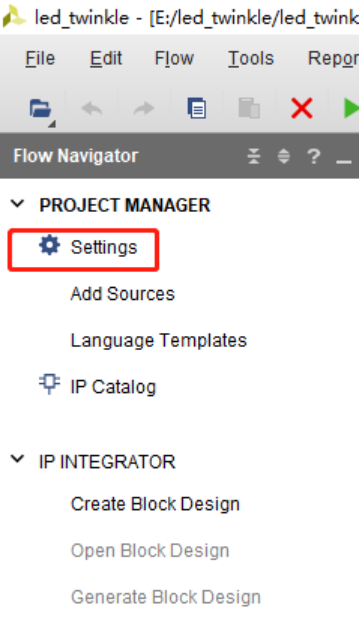 led_twinkle - [E:/led_twinkle/led_twink
File Edit Flow Tools Repor
Flow Navigator ? _
PROJECT MANAGER
Settings
Add Sources
Language Templates
IP Catalog
IP INTEGRATOR
Create Block Design
Open Block Design
Generate Block Design